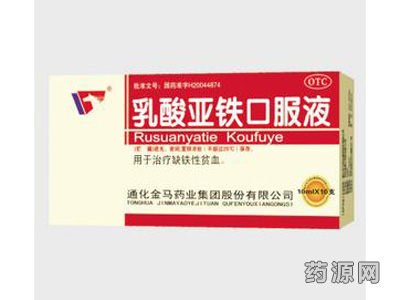 批准文号：国药准字H20044874
OTC
乳酸亚铁口服液
Rusuanyatie Koufuye
用于治疗缺铁性贫血。
10ml×10支
通化金马药业集团股份有限公司
TONGHUA JINMAYAOYEJITUAN QUFENYOUXIANGONGSI
药源网